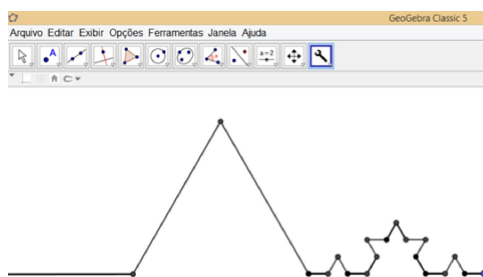 GeoGebra Classic 5
Arquivo Editar Exibir Opções Ferramentas Janela Ajuda
A
a=2